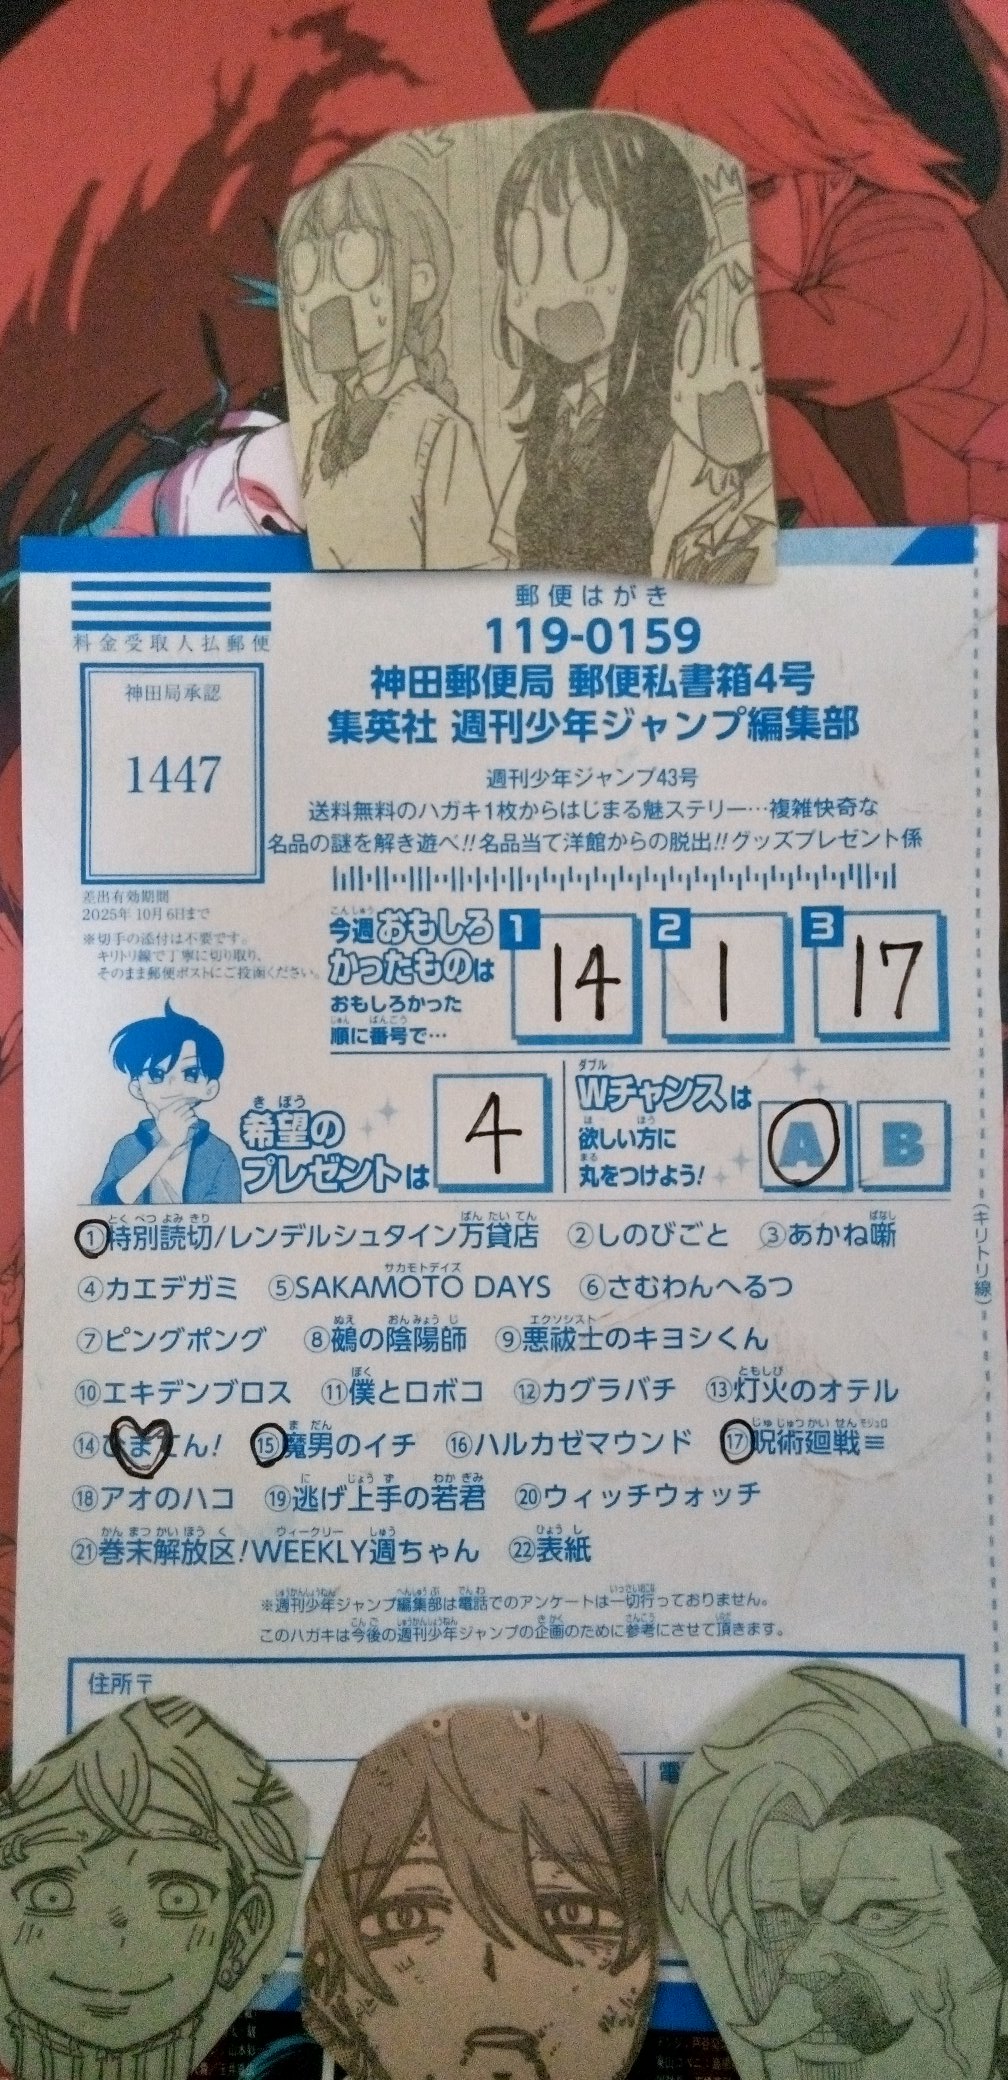 郵便はがき
119-0159
神田郵便局 郵便私書箱4号
集英社 週刊少年ジャンプ編集部
料金受取人払郵便
神田局承認
1447
週刊少年ジャンプ43号
送料無料のハガキ1枚からはじまる魅ステリー…複雑快奇な
名品の謎を解き遊べ!!名品当て洋館からの脱出!!グッズプレゼント係
差出有効期間
2025年10月6日まで
※切手の添付は不要です。
キリトリ線で丁寧に切り取り、
そのまま郵便ポストにご投函ください。
今週おもしろ
かったものは
おもしろかった
順に番号で…
1 14 2 1 3 17
希望の
プレゼントは
4
Wチャンスは
欲しい方に
丸をつけよう!
A B
①特別読切/レンデルシュタイン万貸店 ②しのびごと ③あかね噺
④カエデガミ ⑤SAKAMOTO DAYS ⑥さむわんへるつ
⑦ピングポング ⑧鵺の陰陽師 ⑨悪祓士のキヨシくん
⑩エキデンブロス ⑪僕とロボコ ⑫カグラバチ ⑬灯火のオテル
⑭ひまてん! ⑮魔男のイチ ⑯ハルカゼマウンド ⑰呪術廻戦≡
⑱アオのハコ ⑲逃げ上手の若君 ⑳ウィッチウォッチ
㉑巻末解放区!WEEKLY週ちゃん ㉒表紙
(キリトリ線)
※週刊少年ジャンプ編集部は電話でのアンケートは一切行っておりません。
このハガキは今後の週刊少年ジャンプの企画のために参考にさせて頂きます。
住所〒
電